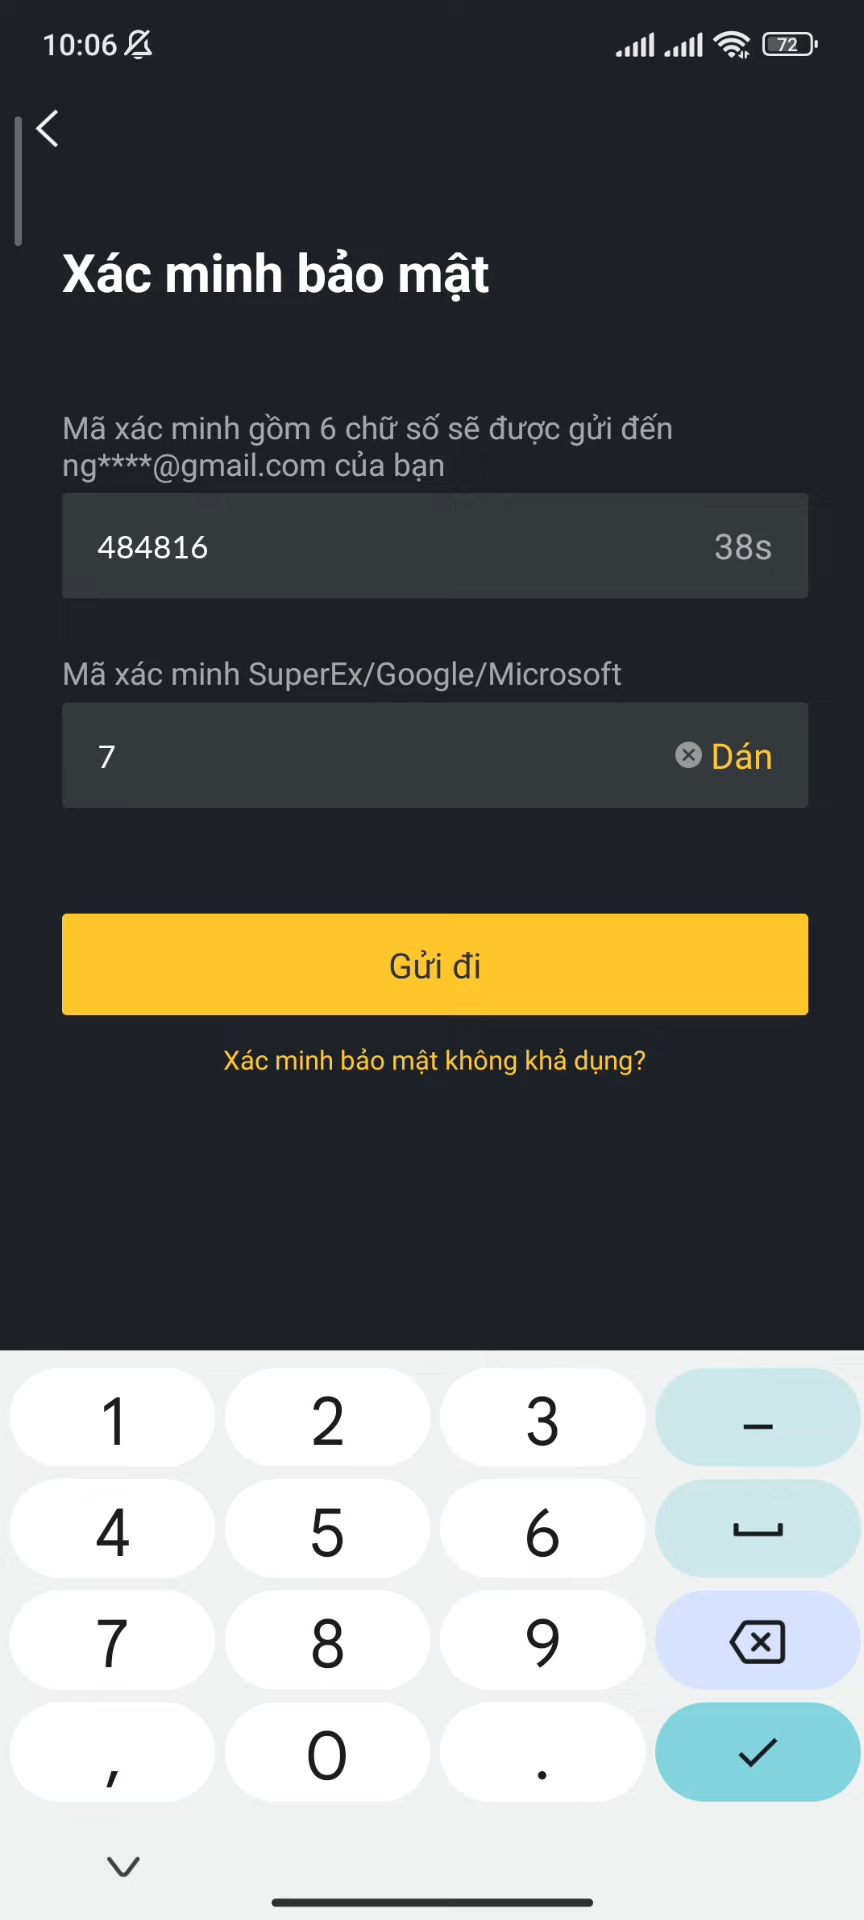 10:06
72
Xác minh bảo mật
Mã xác minh gồm 6 chữ số sẽ được gửi đến
ng****@gmail.com của bạn
484816 38s
Mã xác minh SuperEx/Google/Microsoft
7 Dán
Gửi đi
Xác minh bảo mật không khả dụng?
1 2 3 –
4 5 6
7 8 9
, 0 .